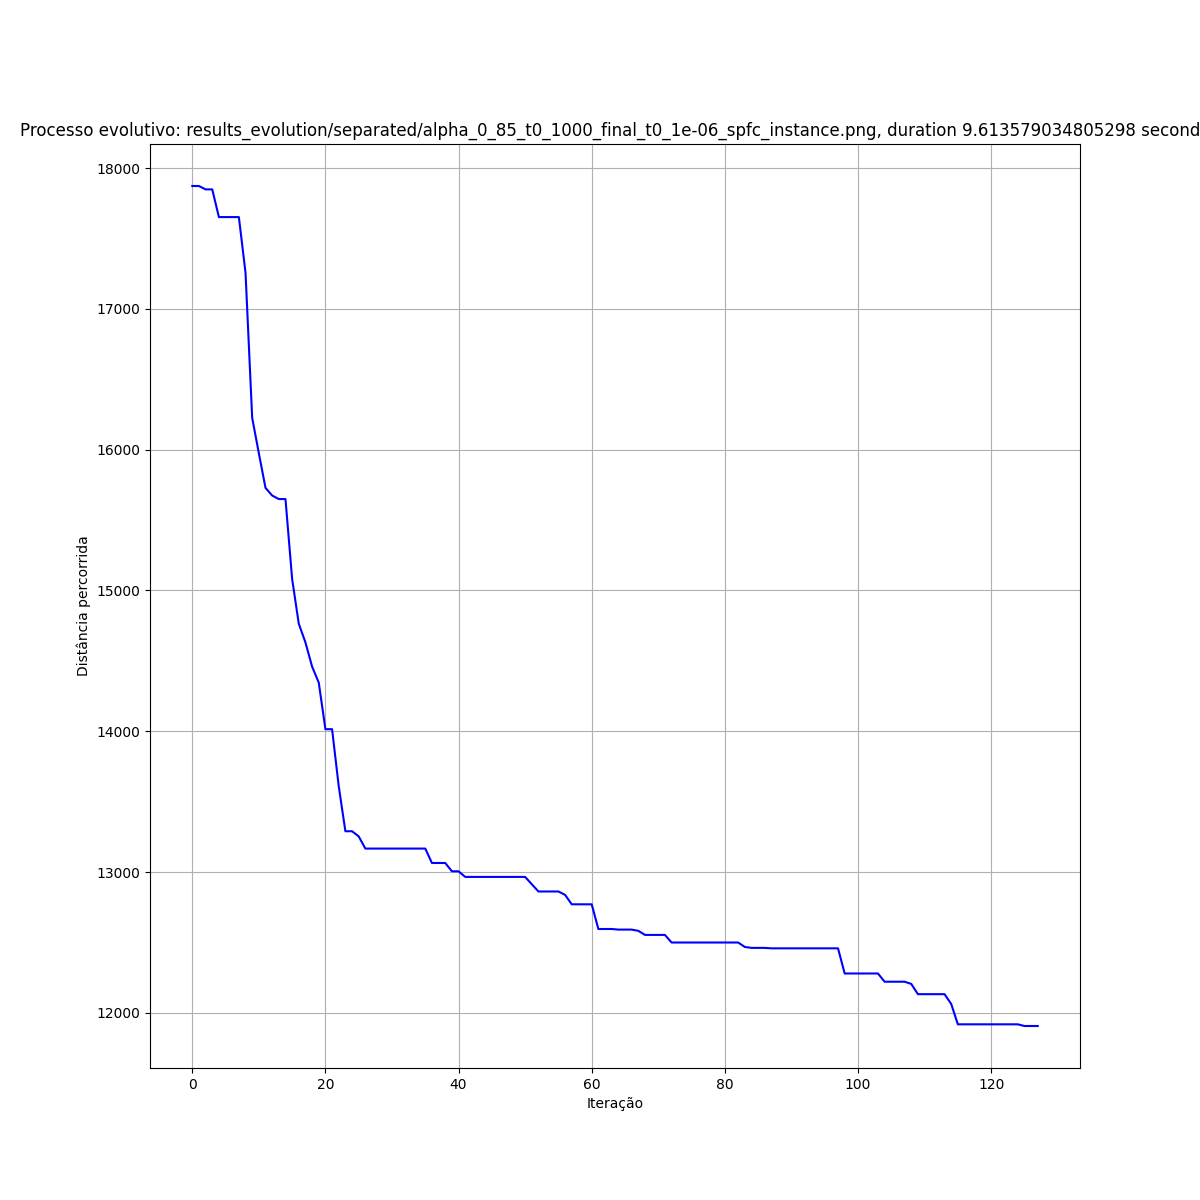 Processo evolutivo: results_evolution/separated/alpha_0_85_t0_1000_final_t0_1e-06_spfc_instance.png, duration 9.613579034805298 second
18000
17000
16000
15000
14000
13000
12000
Distância percorrida
0 20 40 60 80 100 120
Iteração